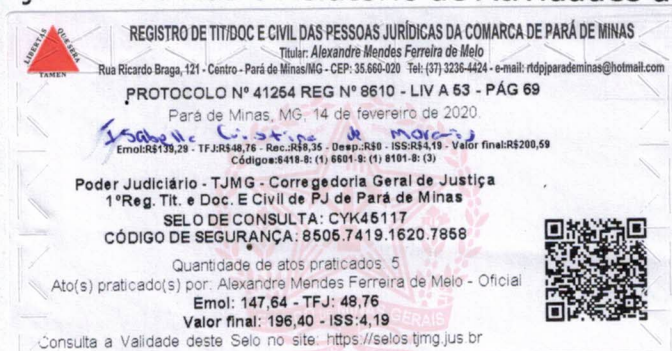 LIBERTAS QUE SERA
TAMEN
REGISTRO DE TIT/DOC E CIVIL DAS PESSOAS JURÍDICAS DA COMARCA DE PARÁ DE MINAS
Titular: Alexandre Mendes Ferreira de Melo
Rua Ricardo Braga, 121 - Centro - Pará de Minas/MG - CEP: 35.660-020 Tel: (37) 3236-4424 - e-mail: rtdpjparademinas@hotmail.com
PROTOCOLO Nº 41254 REG Nº 8610 - LIV A 53 - PÁG 69
Pará de Minas, MG, 14 de fevereiro de 2020.
Isabella Cristina de Morais
Emol:R$139,29 - TFJ:R$48,76 - Rec.:R$8,35 - Desp.:R$0 - ISS:R$4,19 - Valor final:R$200,59
Códigos:6418-8: (1) 6601-9: (1) 8101-8: (3)
Poder Judiciário - TJMG - Corregedoria Geral de Justiça
1ºReg. Tit. e Doc. E Civil de PJ de Pará de Minas
SELO DE CONSULTA: CYK45117
CÓDIGO DE SEGURANÇA: 8505.7419.1620.7858
Quantidade de atos praticados: 5
Ato(s) praticado(s) por: Alexandre Mendes Ferreira de Melo - Oficial
Emol: 147,64 - TFJ: 48,76
Valor final: 196,40 - ISS:4,19
GERAIS
Consulta a Validade deste Selo no site: https://selos.tjmg.jus.br